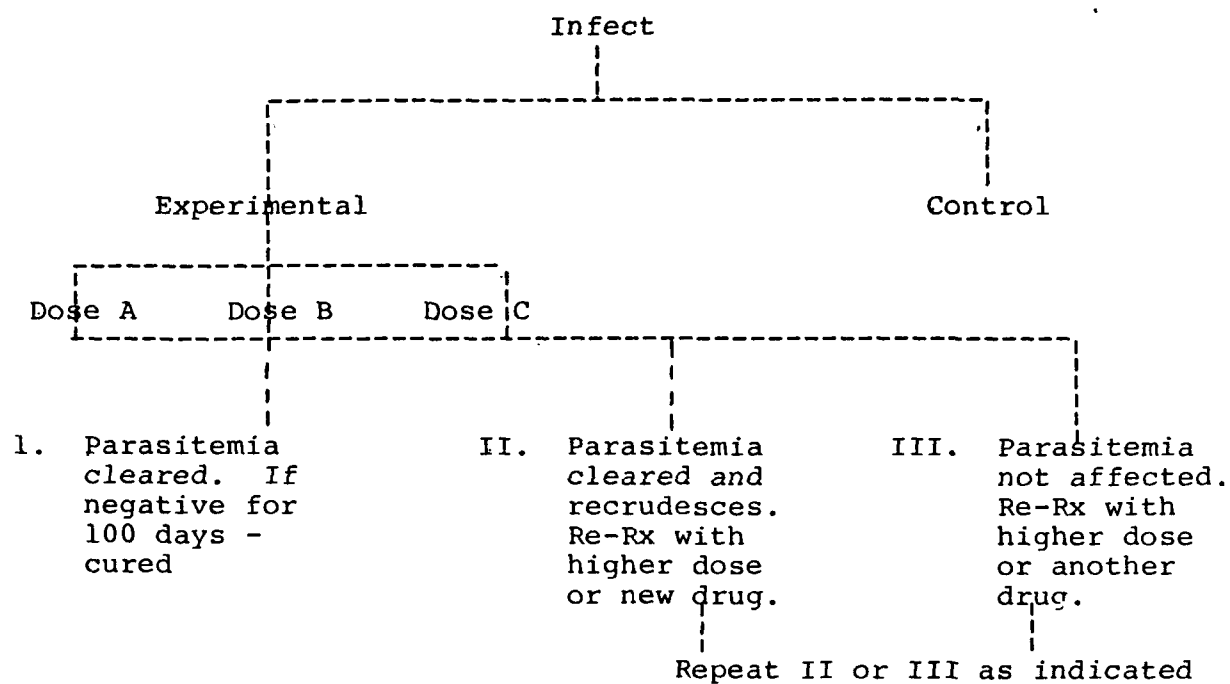 Infect
Experimental Control
Dose A Dose B Dose C
1. Parasitemia
cleared. If
negative for
100 days -
cured
II. Parasitemia
cleared and
recrudesces.
Re-Rx with
higher dose
or new drug.
III. Parasitemia
not affected.
Re-Rx with
higher dose
or another
drug.
Repeat II or III as indicated